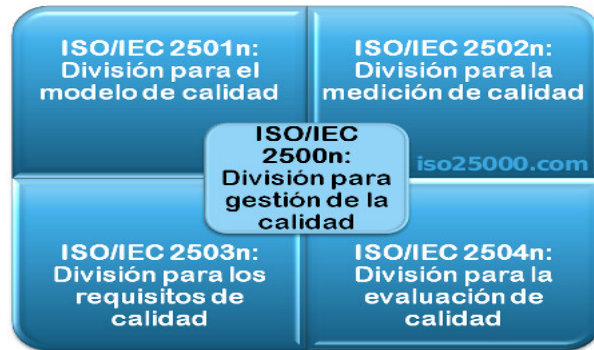 ISO/IEC 2501n:
División para el
modelo de calidad
ISO/IEC 2502n:
División para la
medición de calidad
ISO/IEC
2500n:
División para
gestión de la
calidad
iso25000.com
ISO/IEC 2503n:
División para los
requisitos de
calidad
ISO/IEC 2504n:
División para la
evaluación de
calidad